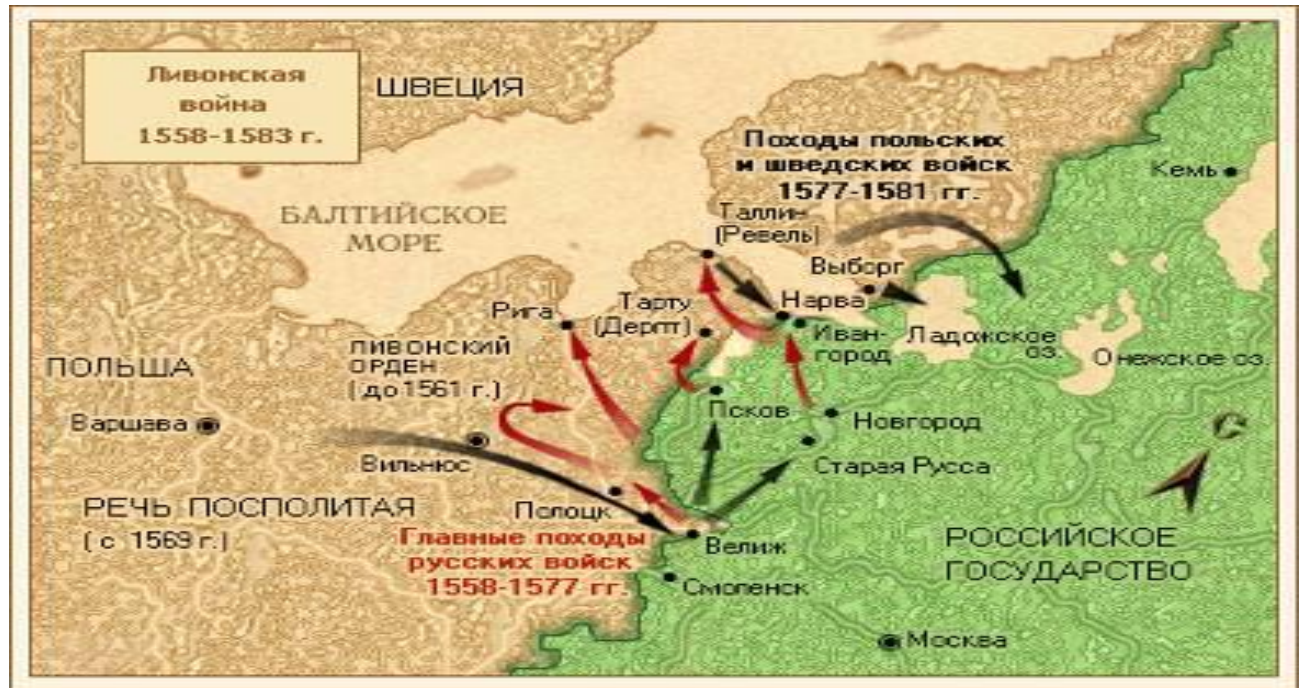 Ливонская
война
1558-1583 г.
ШВЕЦИЯ
Походы польских
и шведских войск
1577-1581 гг.
Кемь
БАЛТИЙСКОЕ
МОРЕ
Таллин
(Ревель)
Выборг
Нарва
Иван-
город
Ладожское
оз.
Онежское оз.
Рига
Тарту
(Дерпт)
ЛИВОНСКИЙ
ОРДЕН
(до 1561 г.)
ПОЛЬША
Варшава
Псков
Новгород
Вильнюс
Старая Русса
С
РЕЧЬ ПОСПОЛИТАЯ
(с 1569 г.)
Полоцк
Главные походы
русских войск
1558-1577 гг.
Велиж
Смоленск
РОССИЙСКОЕ
ГОСУДАРСТВО
Москва